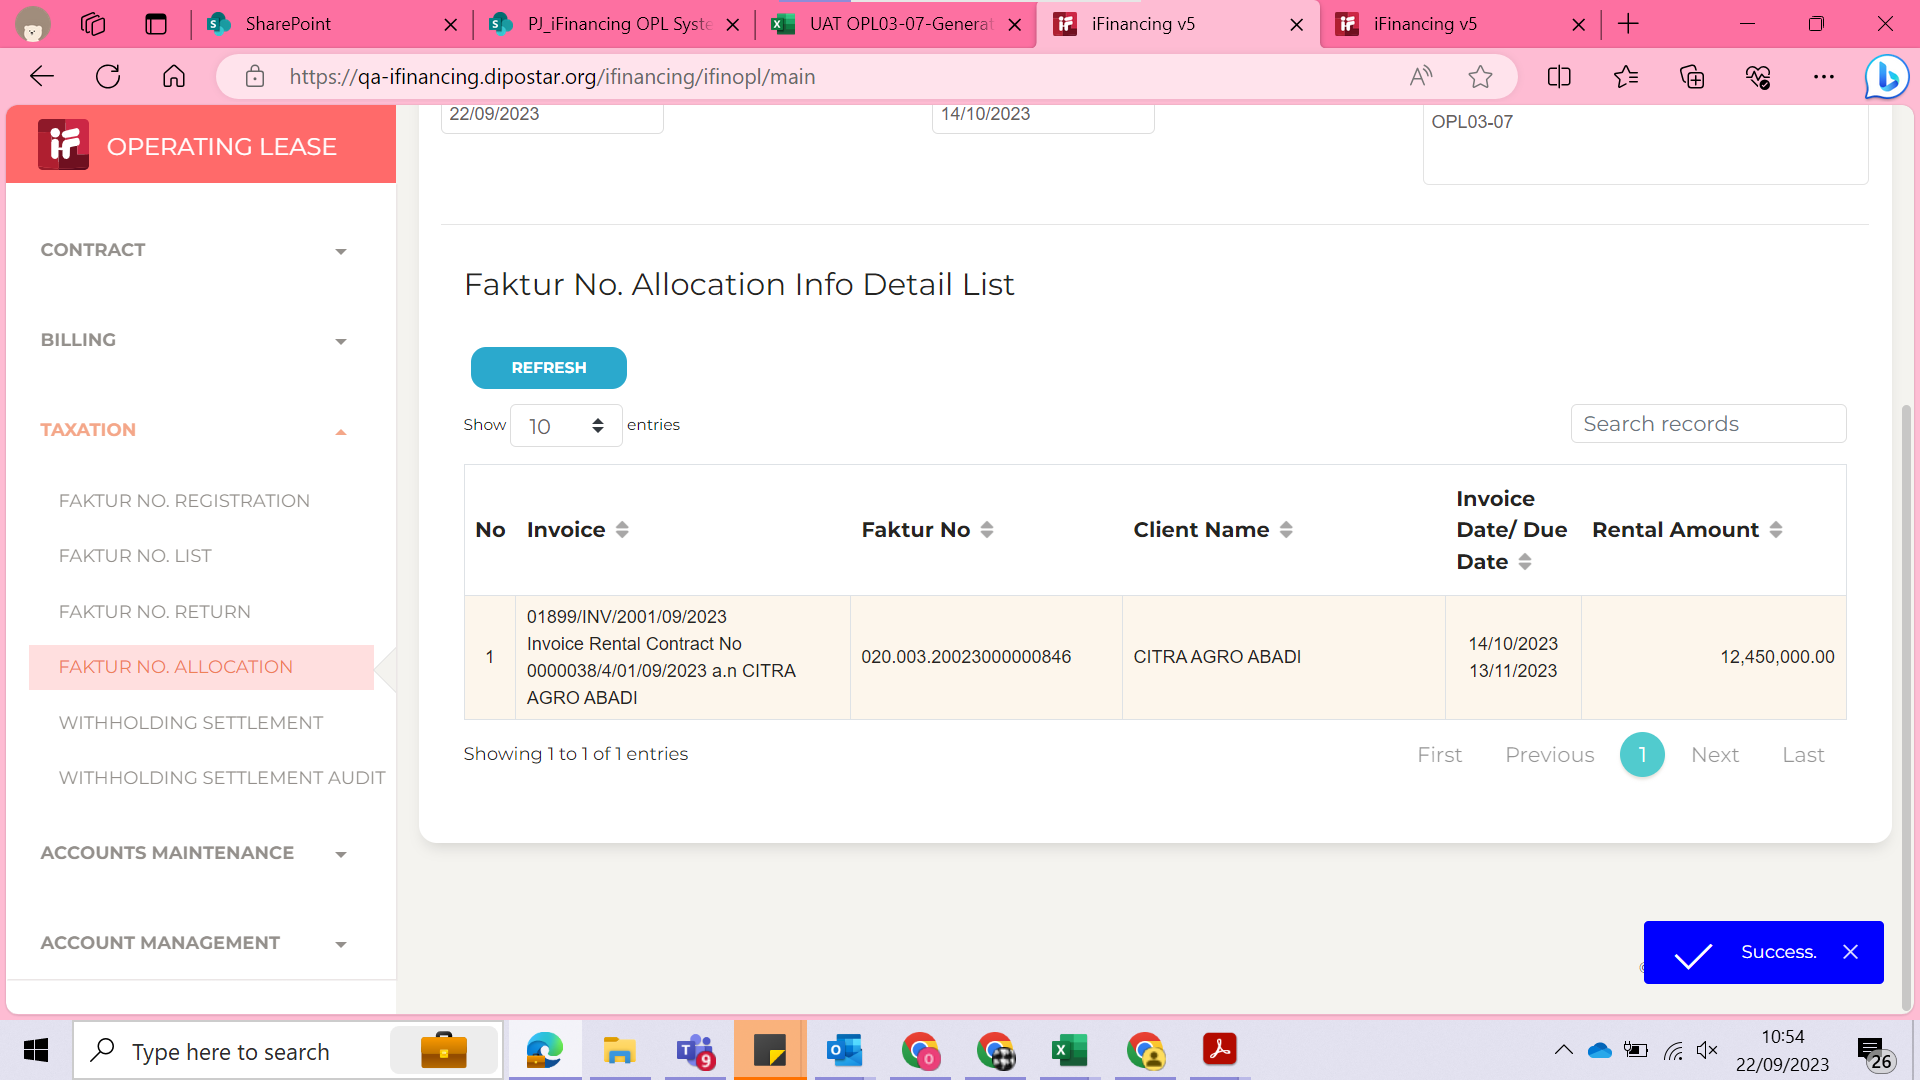 SharePoint
PJ_iFinancing OPL Syste
UAT OPL03-07-Generat
iFinancing v5
iFinancing v5
https://qa-ifinancing.dipostar.org/ifinancing/ifinopl/main
iF OPERATING LEASE
CONTRACT
BILLING
TAXATION
FAKTUR NO. REGISTRATION
FAKTUR NO. LIST
FAKTUR NO. RETURN
FAKTUR NO. ALLOCATION
WITHHOLDING SETTLEMENT
WITHHOLDING SETTLEMENT AUDIT
ACCOUNTS MAINTENANCE
ACCOUNT MANAGEMENT
22/09/2023
14/10/2023
OPL03-07
Faktur No. Allocation Info Detail List
REFRESH
Show 10 entries
Search records
No Invoice Faktur No Client Name Invoice Date/ Due Date Rental Amount
1
01899/INV/2001/09/2023
Invoice Rental Contract No
0000038/4/01/09/2023 a.n CITRA
AGRO ABADI
020.003.20023000000846
CITRA AGRO ABADI
14/10/2023
13/11/2023
12,450,000.00
Showing 1 to 1 of 1 entries
First Previous 1 Next Last
Success.
Type here to search
9
10:54
22/09/2023
26